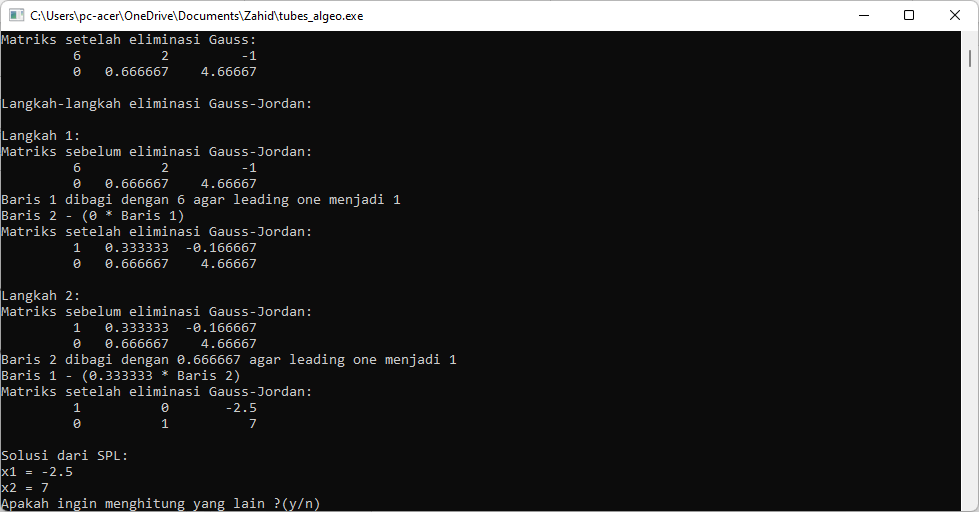 C:\Users\pc-acer\OneDrive\Documents\Zahid\tubes_algeo.exe
Matriks setelah eliminasi Gauss:
6 2 -1
0 0.666667 4.66667
Langkah-langkah eliminasi Gauss-Jordan:
Langkah 1:
Matriks sebelum eliminasi Gauss-Jordan:
6 2 -1
0 0.666667 4.66667
Baris 1 dibagi dengan 6 agar leading one menjadi 1
Baris 2 - (0 * Baris 1)
Matriks setelah eliminasi Gauss-Jordan:
1 0.333333 -0.166667
0 0.666667 4.66667
Langkah 2:
Matriks sebelum eliminasi Gauss-Jordan:
1 0.333333 -0.166667
0 0.666667 4.66667
Baris 2 dibagi dengan 0.666667 agar leading one menjadi 1
Baris 1 - (0.333333 * Baris 2)
Matriks setelah eliminasi Gauss-Jordan:
1 0 -2.5
0 1 7
Solusi dari SPL:
x1 = -2.5
x2 = 7
Apakah ingin menghitung yang lain ?(y/n)